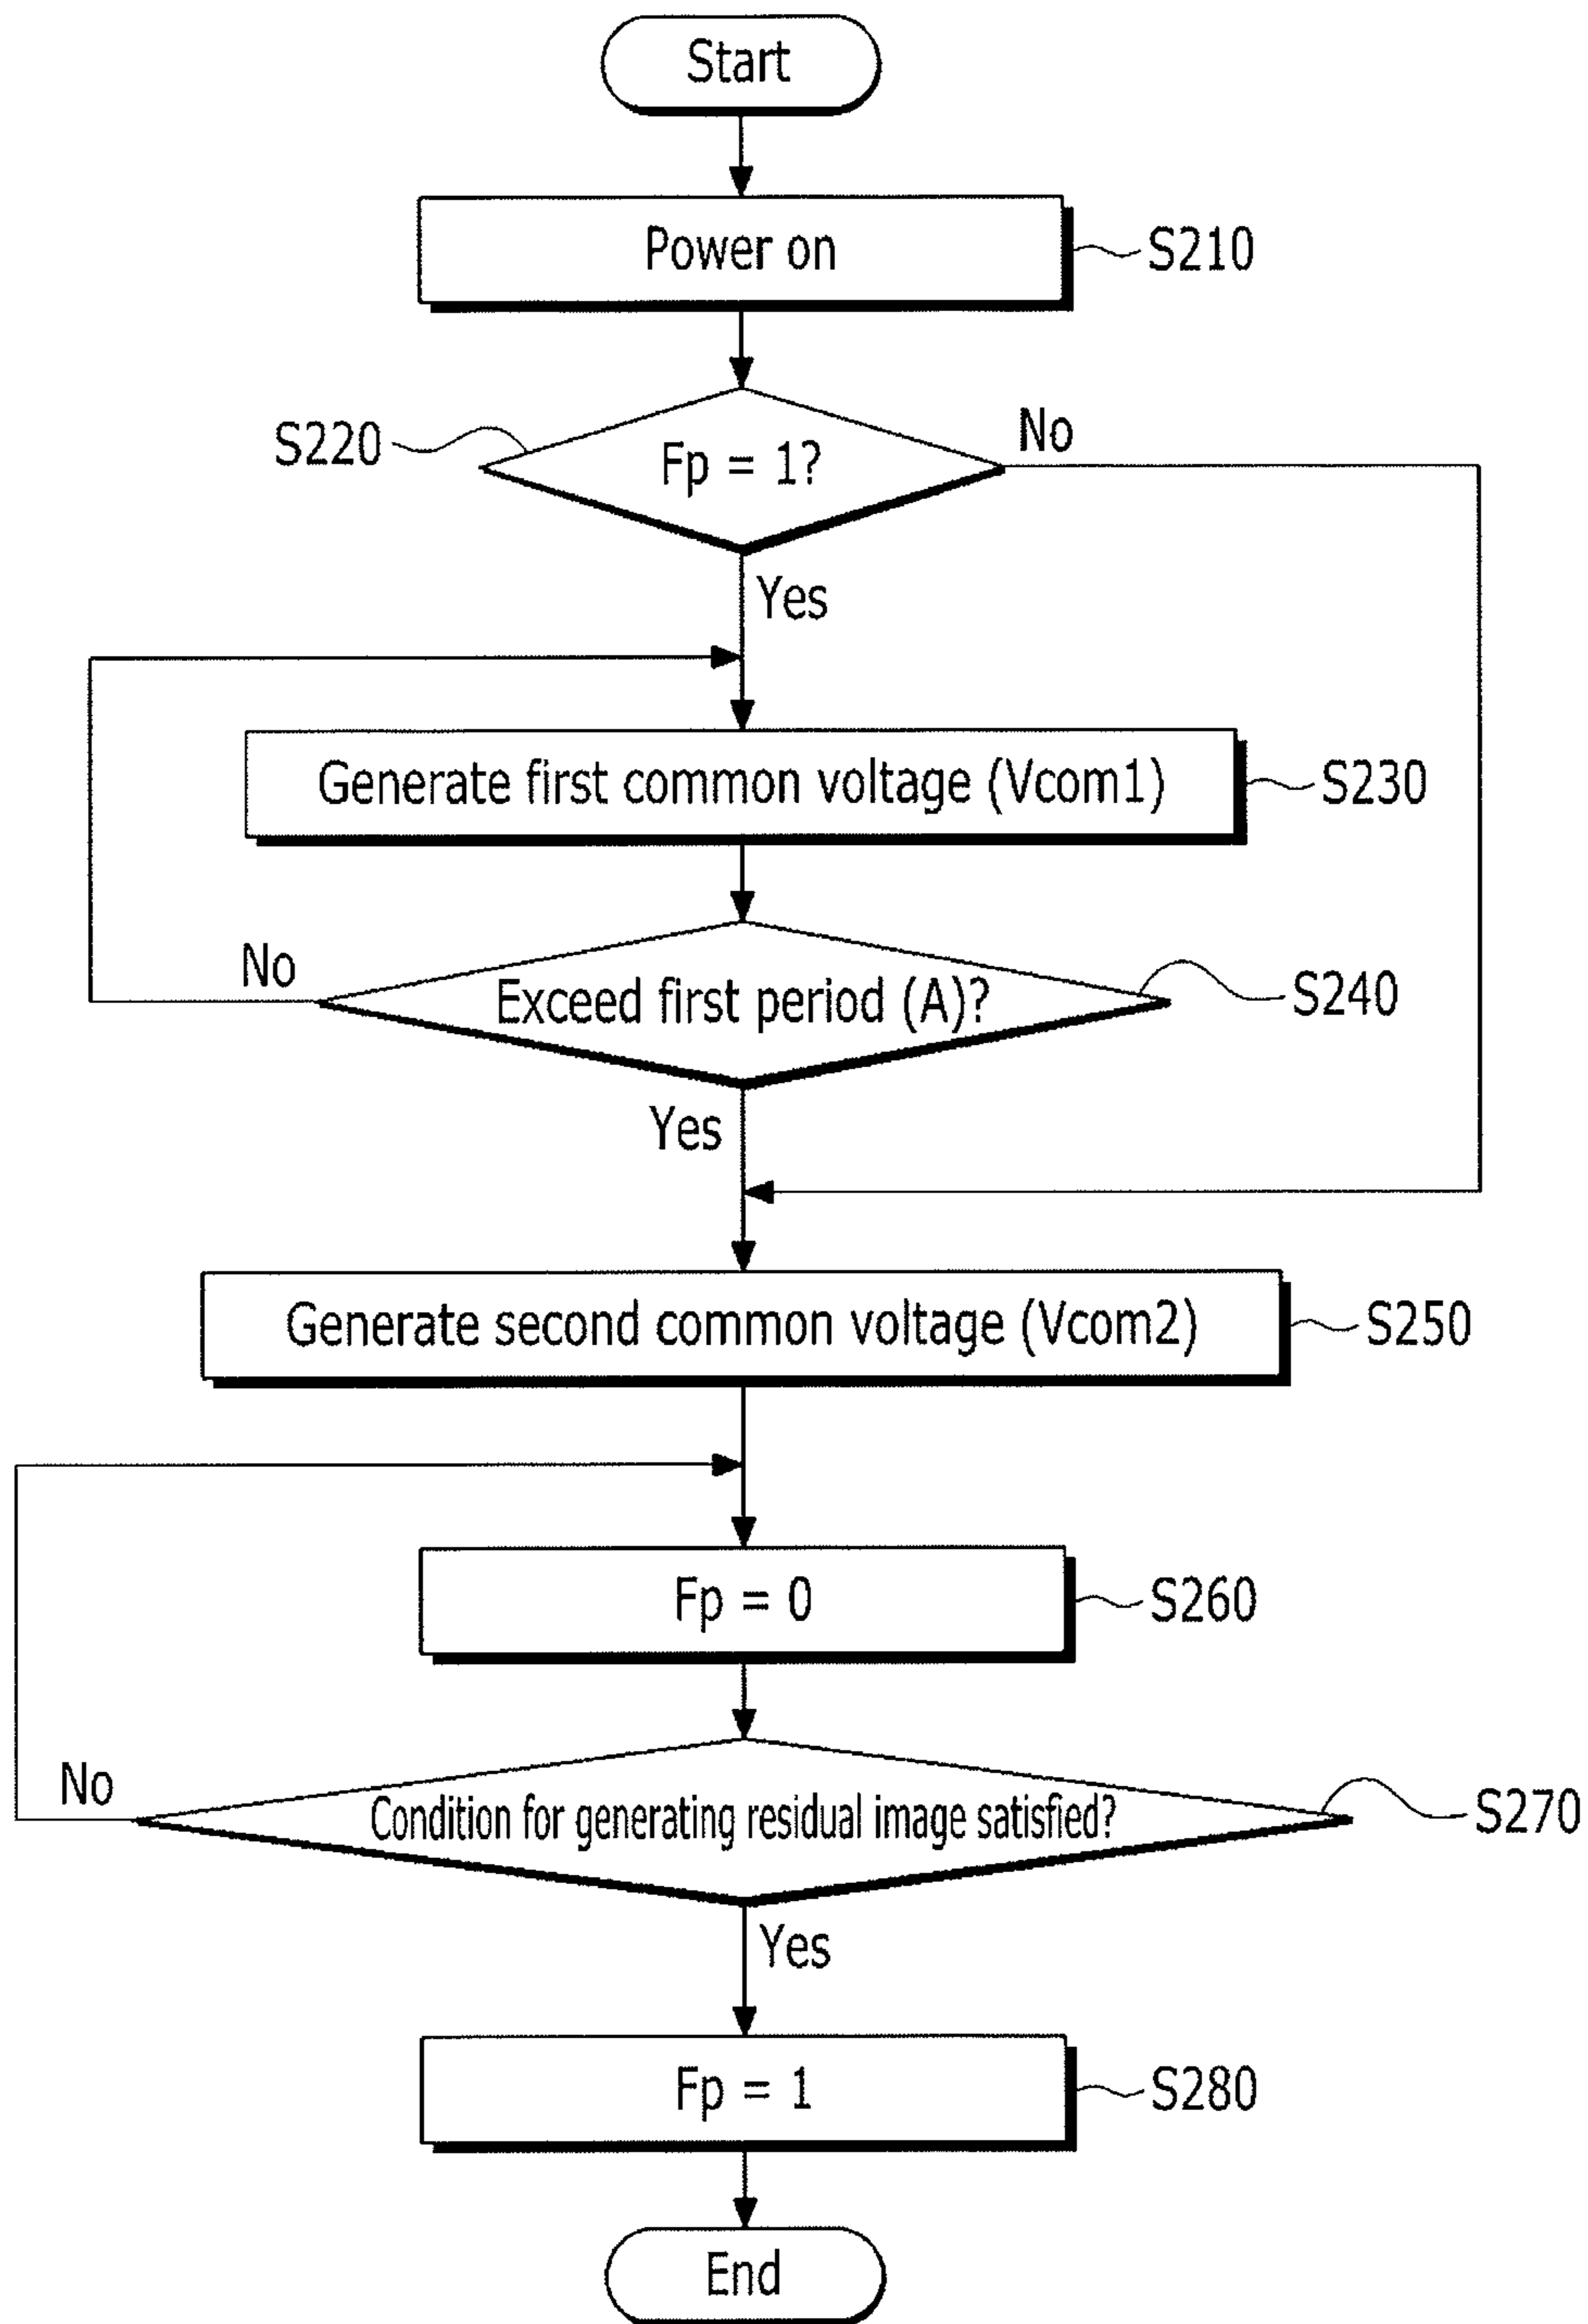 Start
Power on
S210
S220
Fp = 1?
No
Yes
Generate first common voltage (Vcom1)
S230
No
Exceed first period (A)?
S240
Yes
Generate second common voltage (Vcom2)
S250
Fp = 0
S260
No
Condition for generating residual image satisfied?
S270
Yes
Fp = 1
S280
End